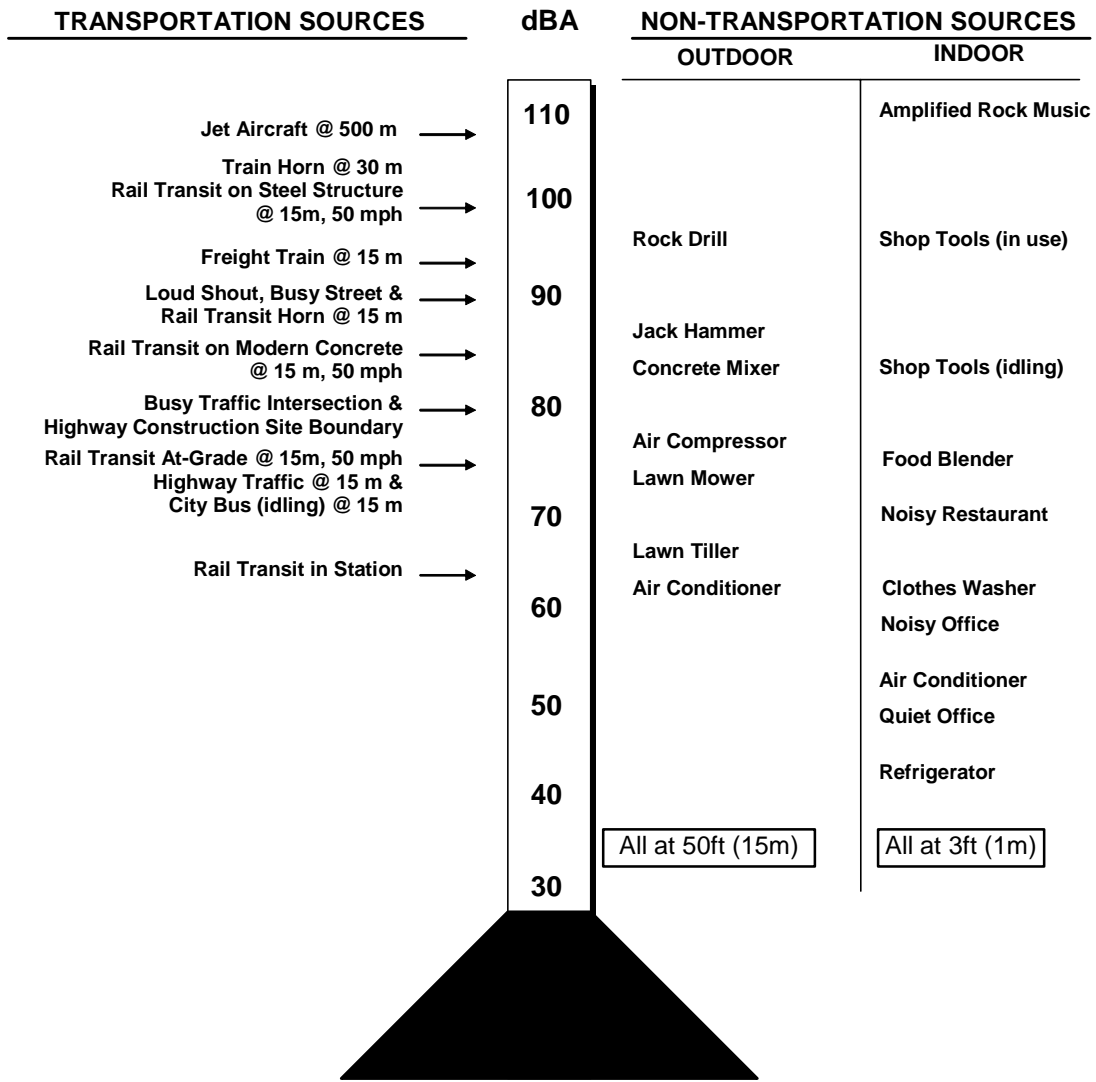 TRANSPORTATION SOURCES
dBA
NON-TRANSPORTATION SOURCES
OUTDOOR
INDOOR
Jet Aircraft @ 500 m
Train Horn @ 30 m
Rail Transit on Steel Structure
@ 15m, 50 mph
Freight Train @ 15 m
Loud Shout, Busy Street &
Rail Transit Horn @ 15 m
Rail Transit on Modern Concrete
@ 15 m, 50 mph
Busy Traffic Intersection &
Highway Construction Site Boundary
Rail Transit At-Grade @ 15m, 50 mph
Highway Traffic @ 15 m &
City Bus (idling) @ 15 m
Rail Transit in Station
110
100
90
80
70
60
50
40
30
Rock Drill
Jack Hammer
Concrete Mixer
Air Compressor
Lawn Mower
Lawn Tiller
Air Conditioner
All at 50ft (15m)
Amplified Rock Music
Shop Tools (in use)
Shop Tools (idling)
Food Blender
Noisy Restaurant
Clothes Washer
Noisy Office
Air Conditioner
Quiet Office
Refrigerator
All at 3ft (1m)